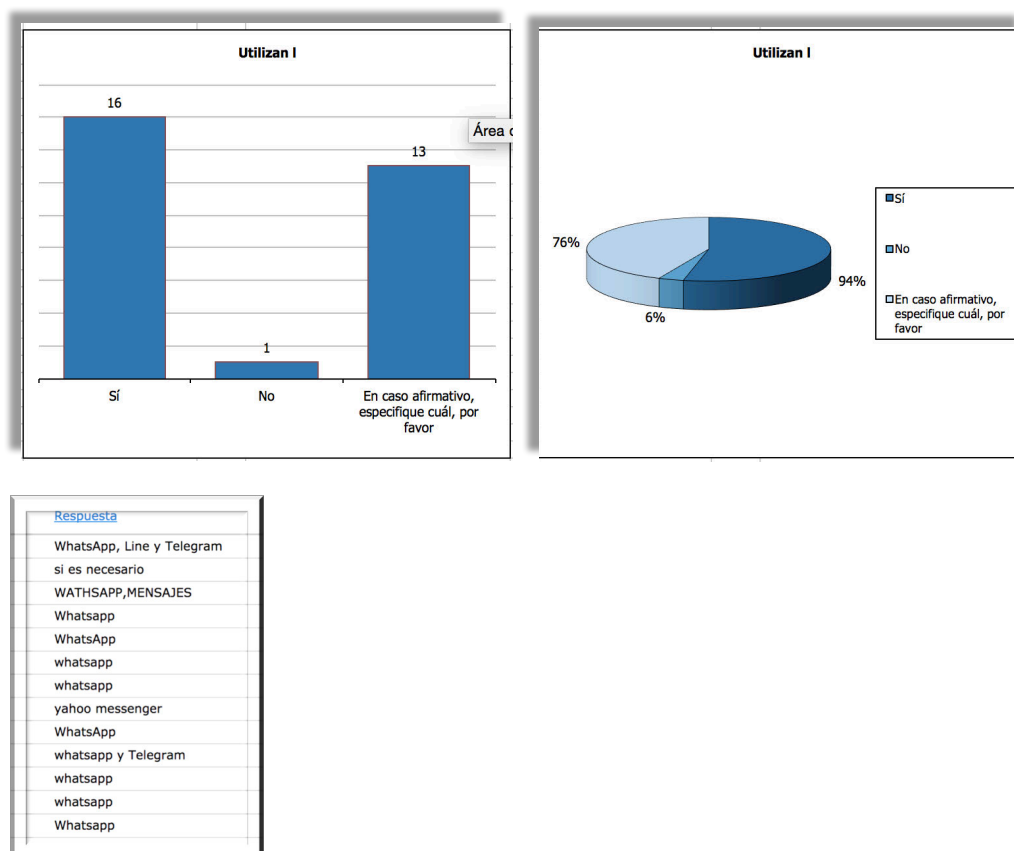 Utilizan l
16
Área
13
1
Sí
No
En caso afirmativo,
especifique cuál, por
favor
Utilizan l
76%
94%
6%
Sí
No
En caso afirmativo,
especifique cuál, por
favor
Respuesta
WhatsApp, Line y Telegram
si es necesario
WATHSAPP,MENSAJES
Whatsapp
WhatsApp
whatsapp
whatsapp
yahoo messenger
WhatsApp
whatsapp y Telegram
whatsapp
whatsapp
Whatsapp